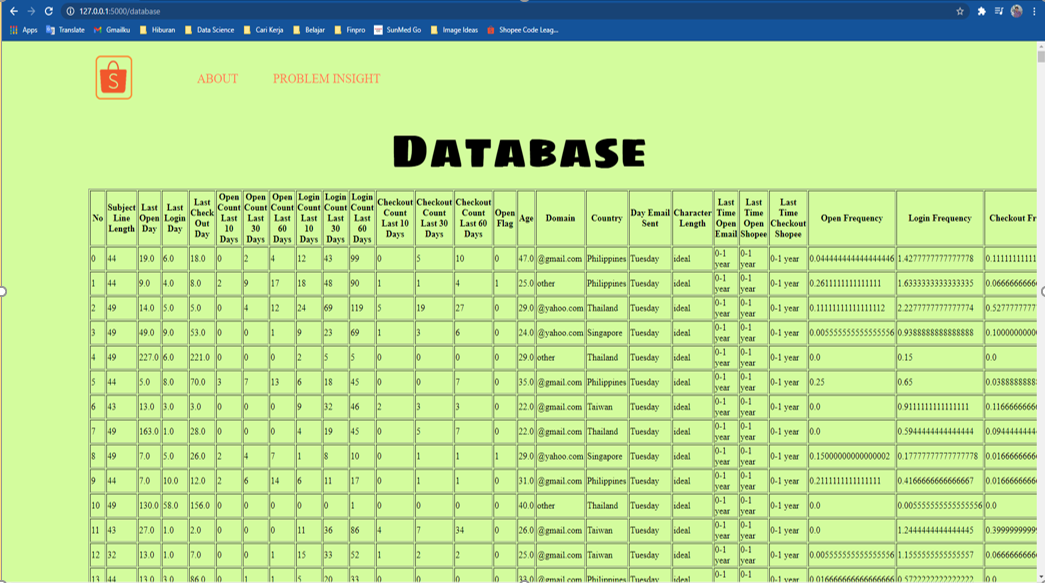 127.0.0.1:5000/database
Apps Translate Gmailku Hiburan Data Science Cari Kerja Belajar Finpro SunMed Go Image Ideas Shopee Code Leag...
S ABOUT PROBLEM INSIGHT
DATABASE
No Subject Line Length Last Open Day Last Login Day Last Check Out Day Open Count Last 10 Days Open Count Last 30 Days Open Count Last 60 Days Login Count Last 10 Days Login Count Last 30 Days Login Count Last 60 Days Checkout Count Last 10 Days Checkout Count Last 30 Days Checkout Count Last 60 Days Open Flag Age Domain Country Day Email Sent Character Length Last Time Open Email Last Time Open Shopee Last Time Checkout Shopee Open Frequency Login Frequency Checkout Fr
0 44 19.0 6.0 18.0 0 2 4 12 43 99 0 5 10 0 47.0 @gmail.com Philippines Tuesday ideal 0-1 year 0-1 year 0-1 year 0.044444444444444446 1.4277777777777778 0.11111111111
1 44 9.0 4.0 8.0 2 9 17 18 48 90 1 1 4 1 25.0 other Philippines Tuesday ideal 0-1 year 0-1 year 0-1 year 0.2611111111111111 1.6333333333333335 0.06666666666
2 49 14.0 5.0 5.0 0 4 12 24 69 119 5 19 27 0 29.0 @yahoo.com Thailand Tuesday ideal 0-1 year 0-1 year 0-1 year 0.11111111111111112 2.2277777777777774 0.5277777777
3 49 49.0 9.0 53.0 0 0 1 9 23 69 1 3 6 0 24.0 @yahoo.com Singapore Tuesday ideal 0-1 year 0-1 year 0-1 year 0.005555555555555556 0.9388888888888888 0.1000000000
4 49 227.0 6.0 221.0 0 0 0 2 5 5 0 0 0 0 29.0 other Thailand Tuesday ideal 0-1 year 0-1 year 0-1 year 0.0 0.15 0.0
5 44 5.0 8.0 70.0 3 7 13 6 18 45 0 0 7 0 35.0 @gmail.com Philippines Tuesday ideal 0-1 year 0-1 year 0-1 year 0.25 0.65 0.0388888888
6 43 13.0 3.0 3.0 0 0 0 9 32 46 2 3 3 0 22.0 @gmail.com Taiwan Tuesday ideal 0-1 year 0-1 year 0-1 year 0.0 0.9111111111111111 0.1166666666
7 49 163.0 1.0 28.0 0 0 0 4 19 45 0 5 7 0 22.0 @gmail.com Thailand Tuesday ideal 0-1 year 0-1 year 0-1 year 0.0 0.5944444444444444 0.0944444444
8 49 7.0 5.0 26.0 2 4 7 1 8 10 0 1 1 1 29.0 @yahoo.com Singapore Tuesday ideal 0-1 year 0-1 year 0-1 year 0.15000000000000002 0.17777777777777778 0.0166666666
9 44 7.0 10.0 12.0 2 6 14 6 11 17 0 1 1 0 31.0 @gmail.com Philippines Tuesday ideal 0-1 year 0-1 year 0-1 year 0.2111111111111111 0.4166666666666667 0.0166666666
10 49 130.0 58.0 156.0 0 0 0 0 0 1 0 0 0 0 40.0 other Thailand Tuesday ideal 0-1 year 0-1 year 0-1 year 0.0 0.005555555555555556 0.0
11 43 27.0 1.0 2.0 0 0 0 11 36 86 4 7 34 0 26.0 @gmail.com Taiwan Tuesday ideal 0-1 year 0-1 year 0-1 year 0.0 1.2444444444444445 0.3999999999
12 32 13.0 1.0 7.0 0 0 1 15 33 52 1 2 2 0 25.0 @gmail.com Taiwan Tuesday ideal 0-1 year 0-1 year 0-1 year 0.005555555555555556 1.1555555555555557 0.0666666666
13 44 13.0 3.0 86.0 0 1 1 5 20 33 0 0 0 0 @gmail.com Philippines Tuesday ideal 0-1 0-1 0-1 year